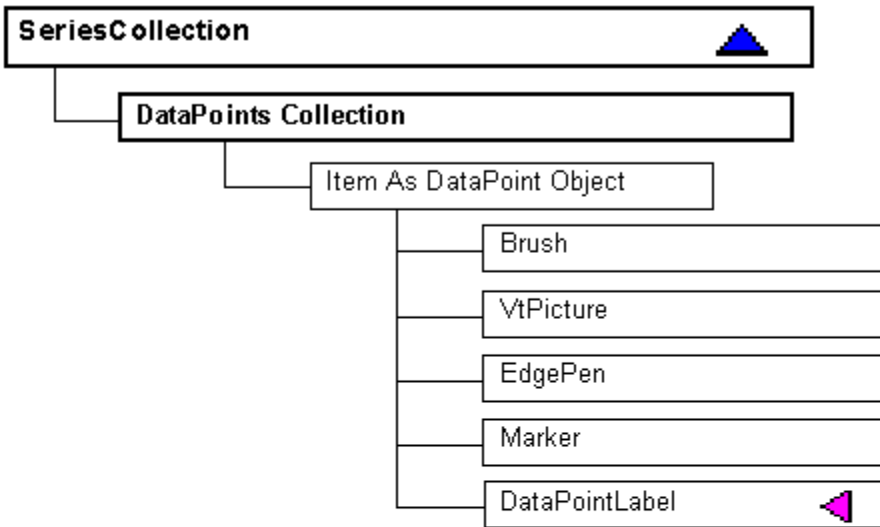 SeriesCollection
DataPoints Collection
Item As DataPoint Object
Brush
VtPicture
EdgePen
Marker
DataPointLabel